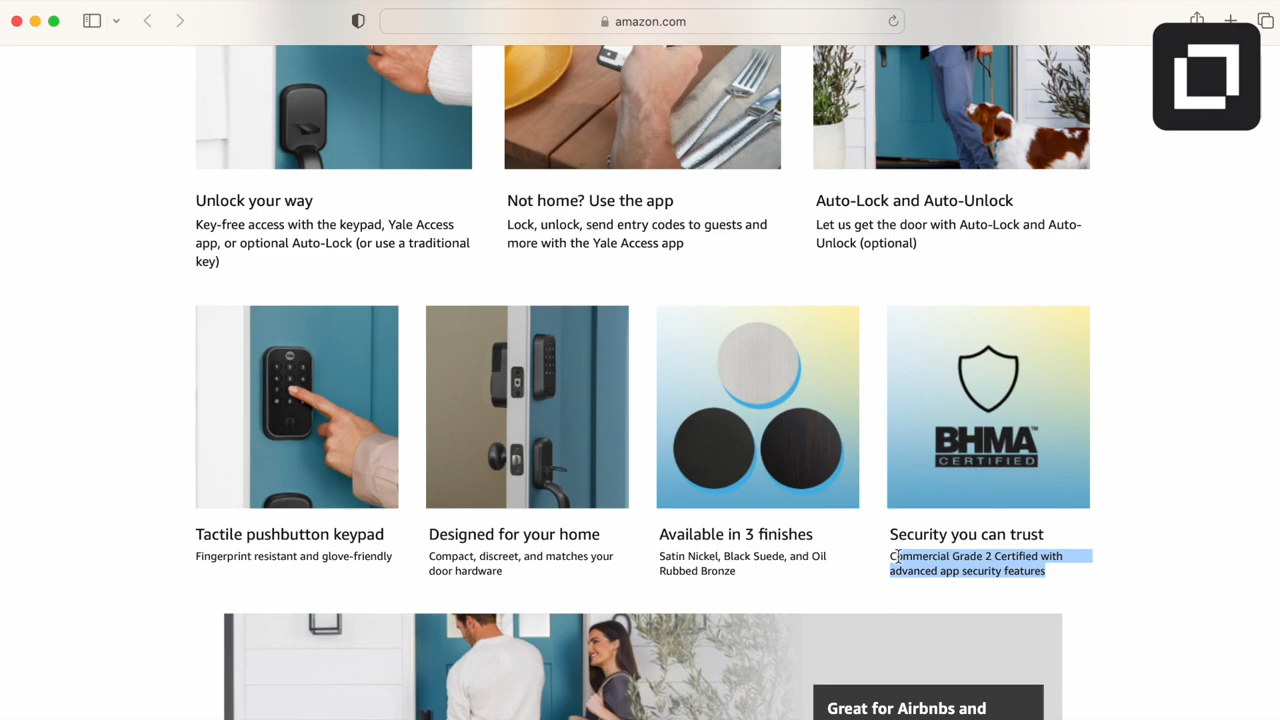 amazon.com
Unlock your way
Key-free access with the keypad, Yale Access
app, or optional Auto-Lock (or use a traditional
key)
Not home? Use the app
Lock, unlock, send entry codes to guests and
more with the Yale Access app
Auto-Lock and Auto-Unlock
Let us get the door with Auto-Lock and Auto-
Unlock (optional)
BHMA™
CERTIFIED
Tactile pushbutton keypad
Fingerprint resistant and glove-friendly
Designed for your home
Compact, discreet, and matches your
door hardware
Available in 3 finishes
Satin Nickel, Black Suede, and Oil
Rubbed Bronze
Security you can trust
Commercial Grade 2 Certified with
advanced app security features
Great for Airbnbs and